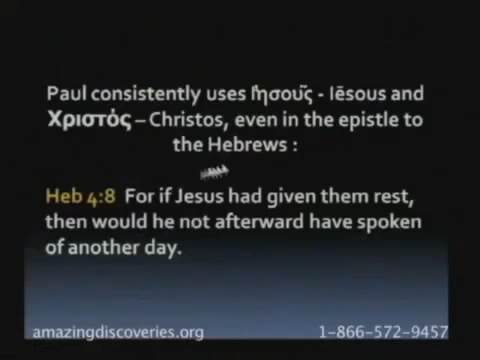 Paul consistently uses Ἰησοῦς - Iēsous and
Χριστὁς – Christos, even in the epistle to
the Hebrews :
Heb 4:8 For if Jesus had given them rest,
then would he not afterward have spoken
of another day.
amazingdiscoveries.org 1-866-572-9457